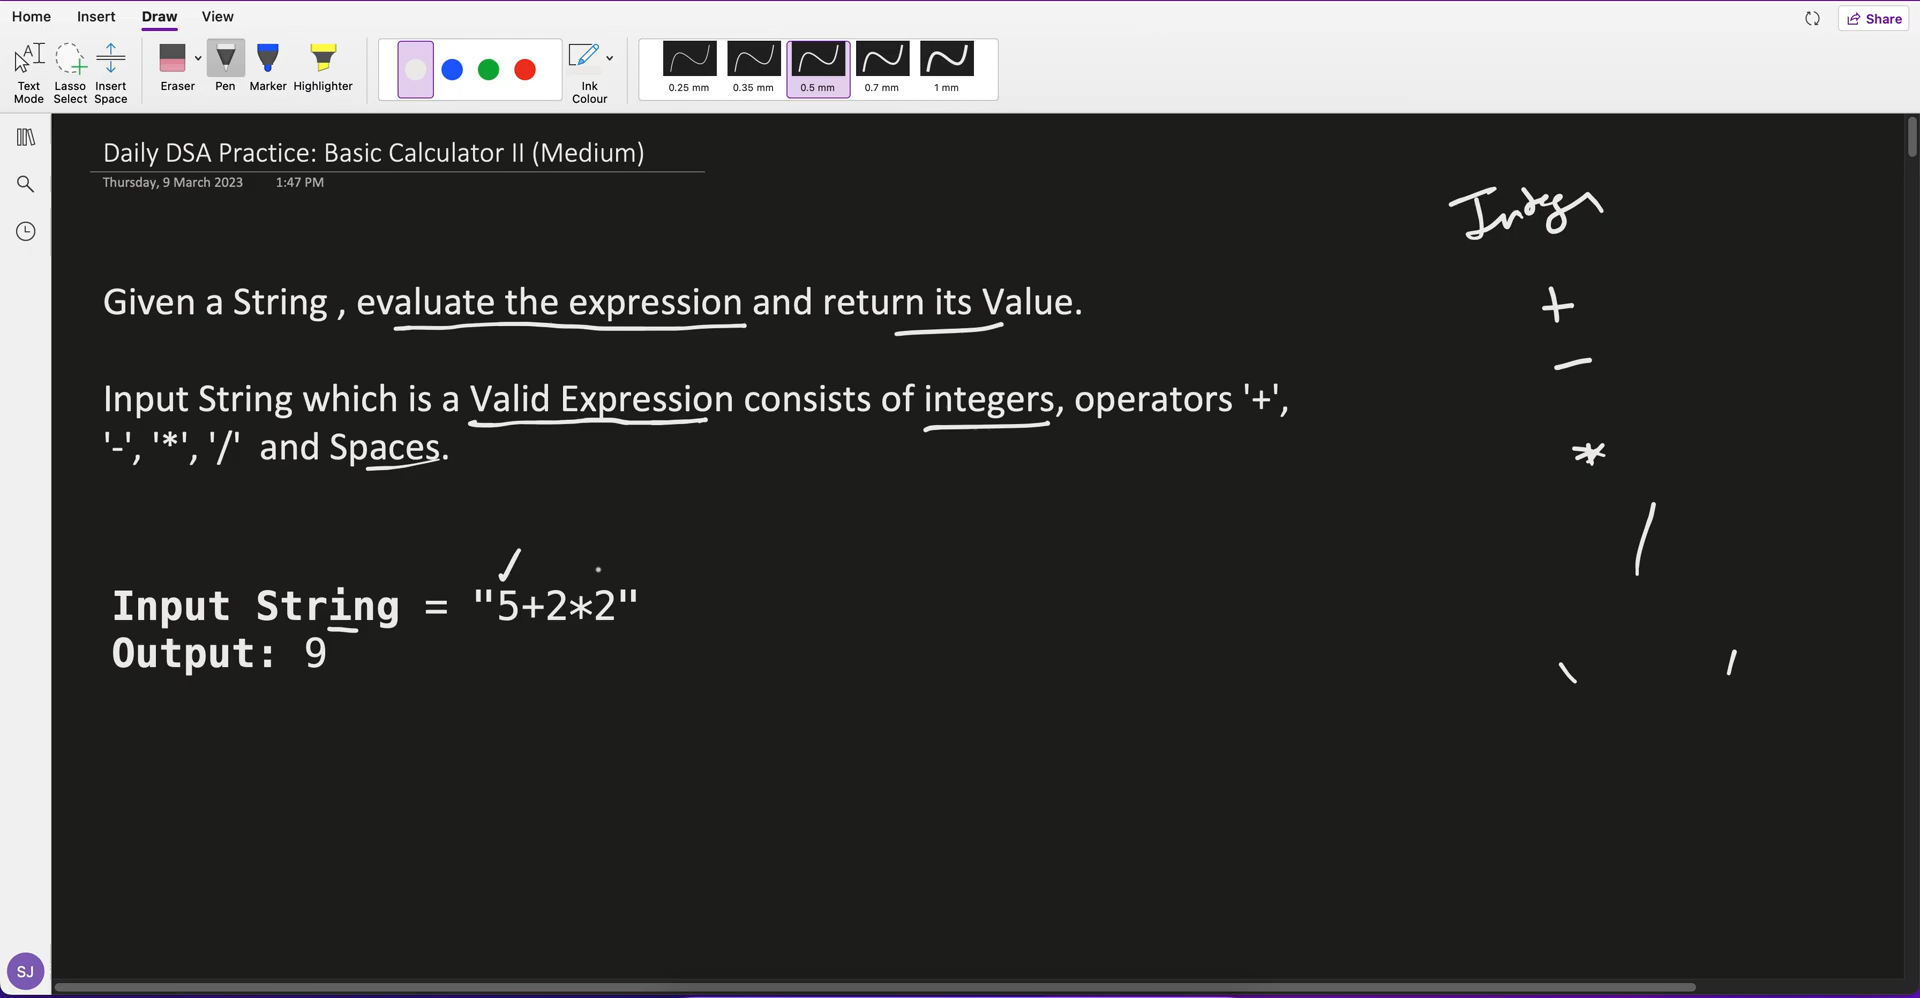 Home Insert Draw View
Share
Text Mode
Lasso Select
Insert Space
Eraser
Pen
Marker
Highlighter
Ink Colour
0.25 mm
0.35 mm
0.5 mm
0.7 mm
1 mm
Daily DSA Practice: Basic Calculator II (Medium)
Thursday, 9 March 2023 1:47 PM
Given a String , evaluate the expression and return its Value.
Input String which is a Valid Expression consists of integers, operators '+',
'-', '*', '/' and Spaces.
Input String = "5+2*2"
Output: 9
Integr
+
-
*
/
SJ